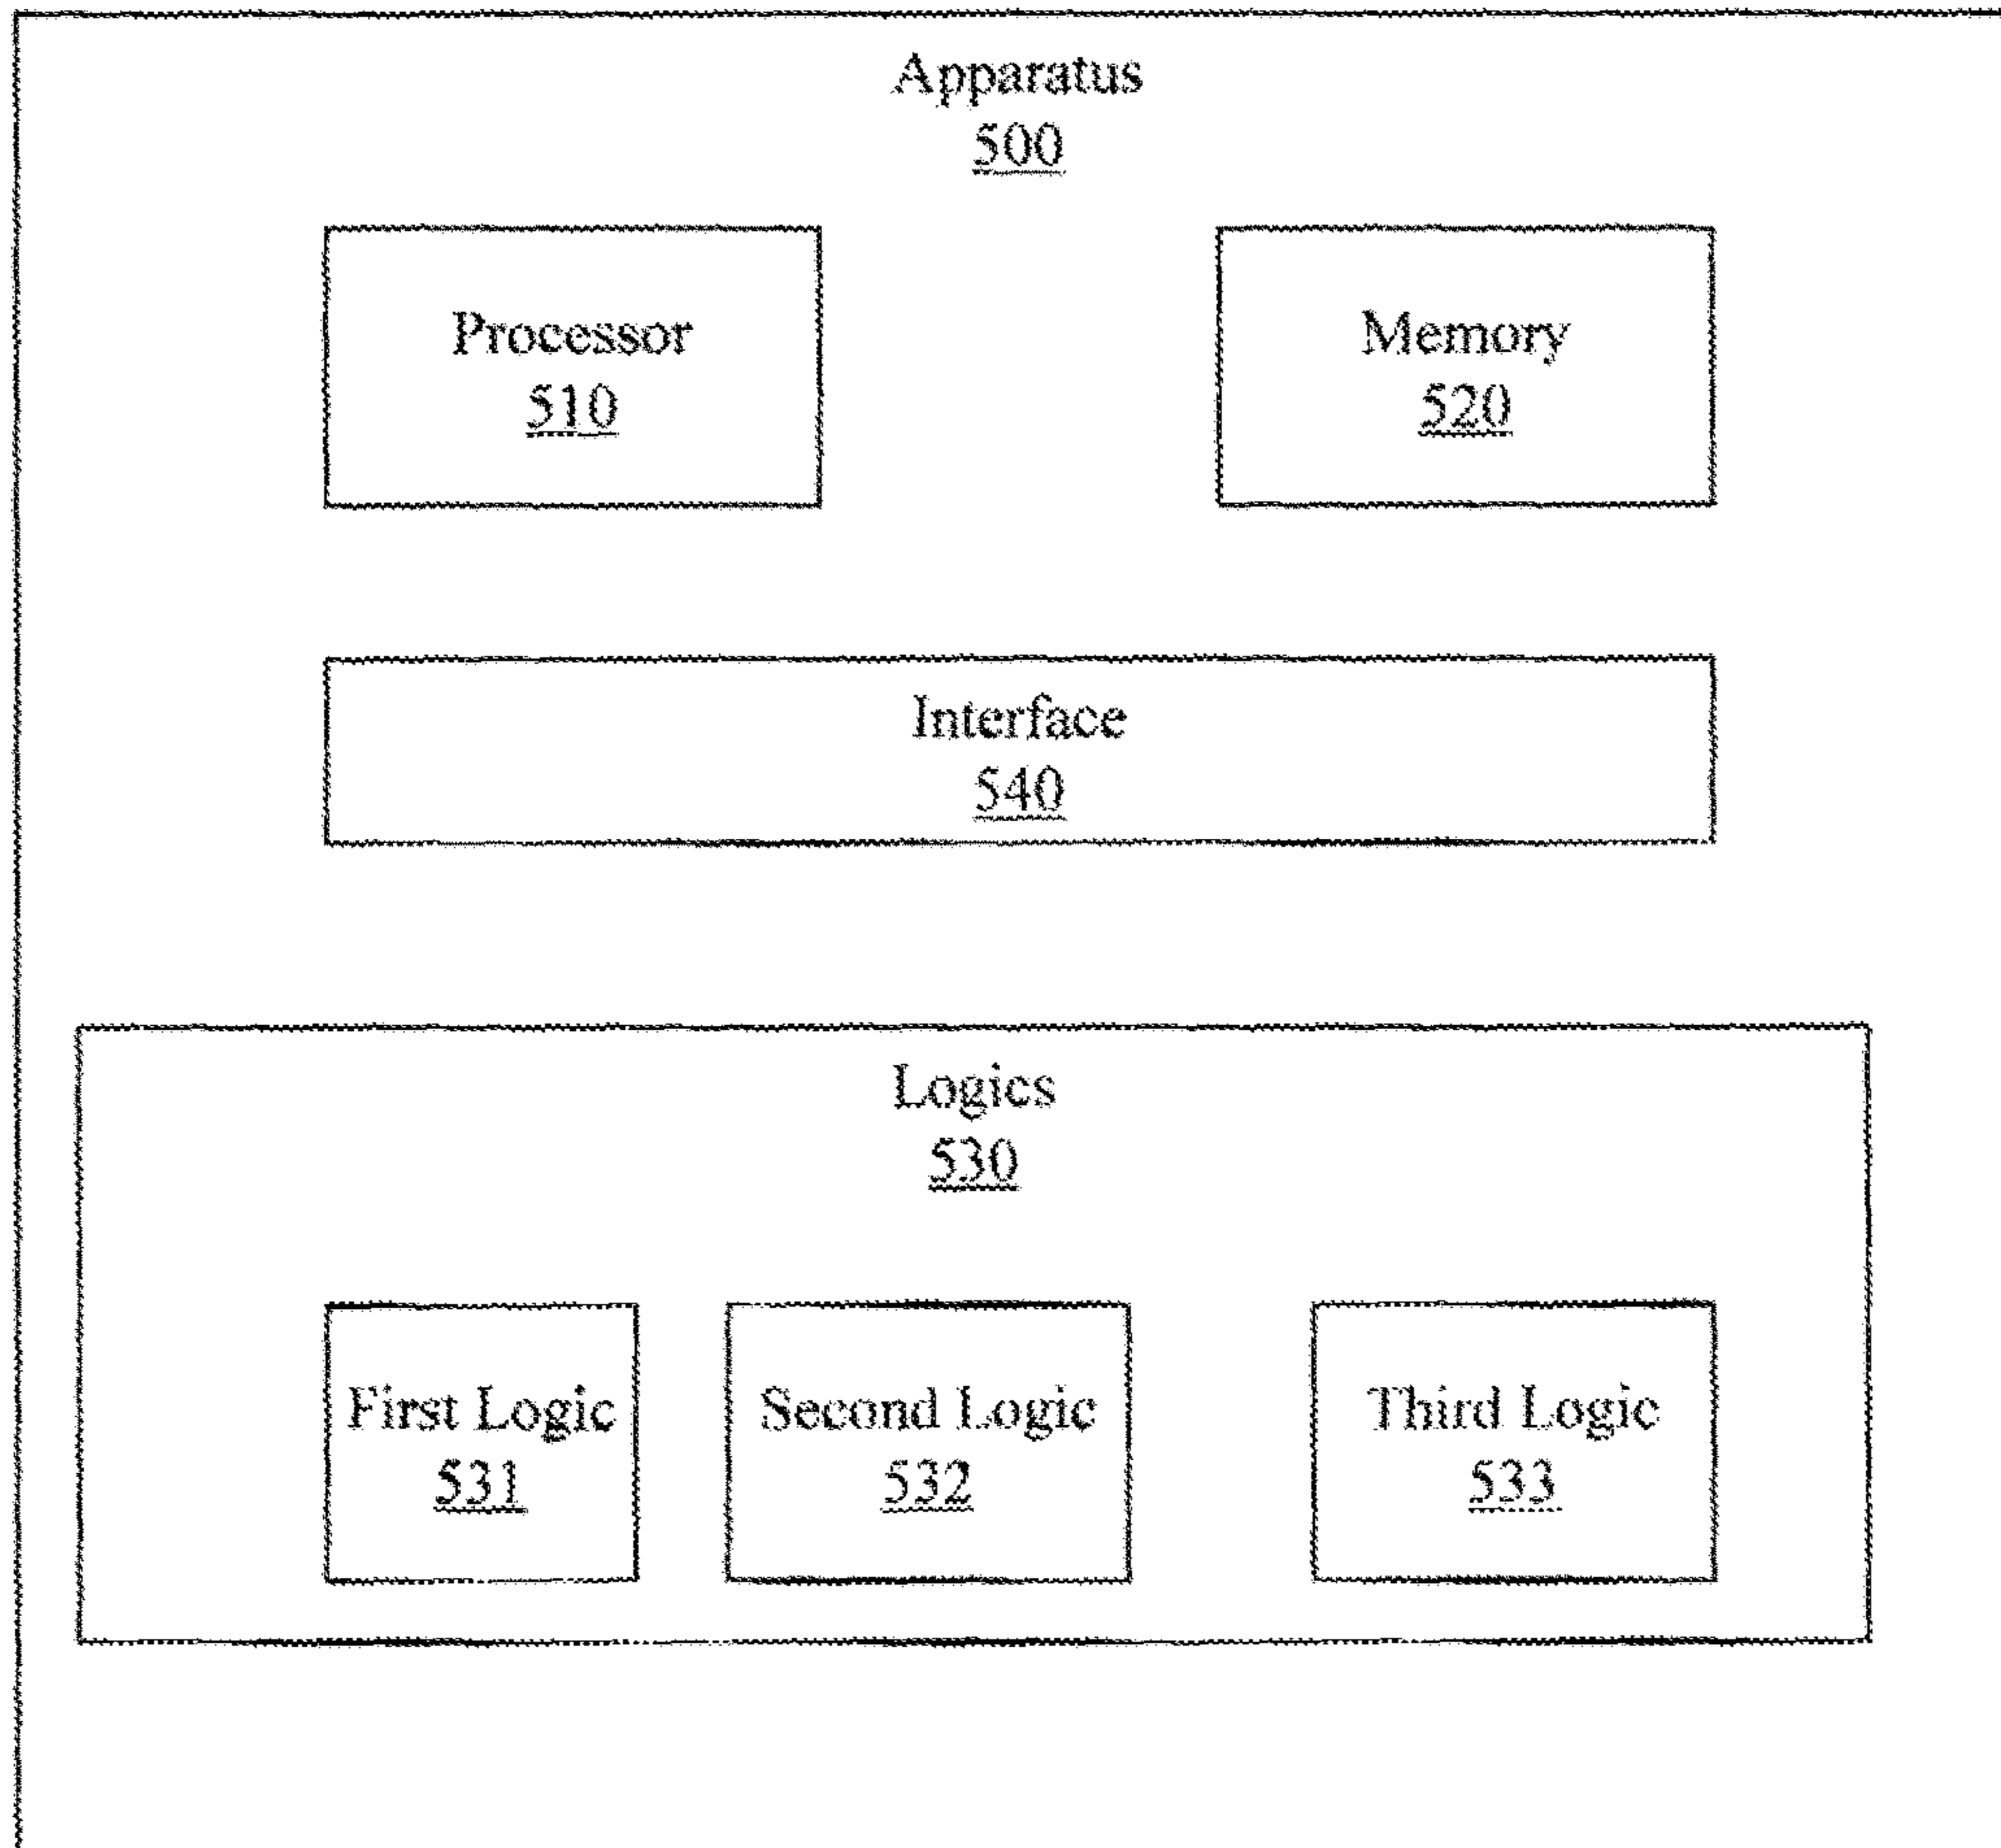 Apparatus
500
Processor
510
Memory
520
Interface
540
Logics
530
First Logic
531
Second Logic
532
Third Logic
533